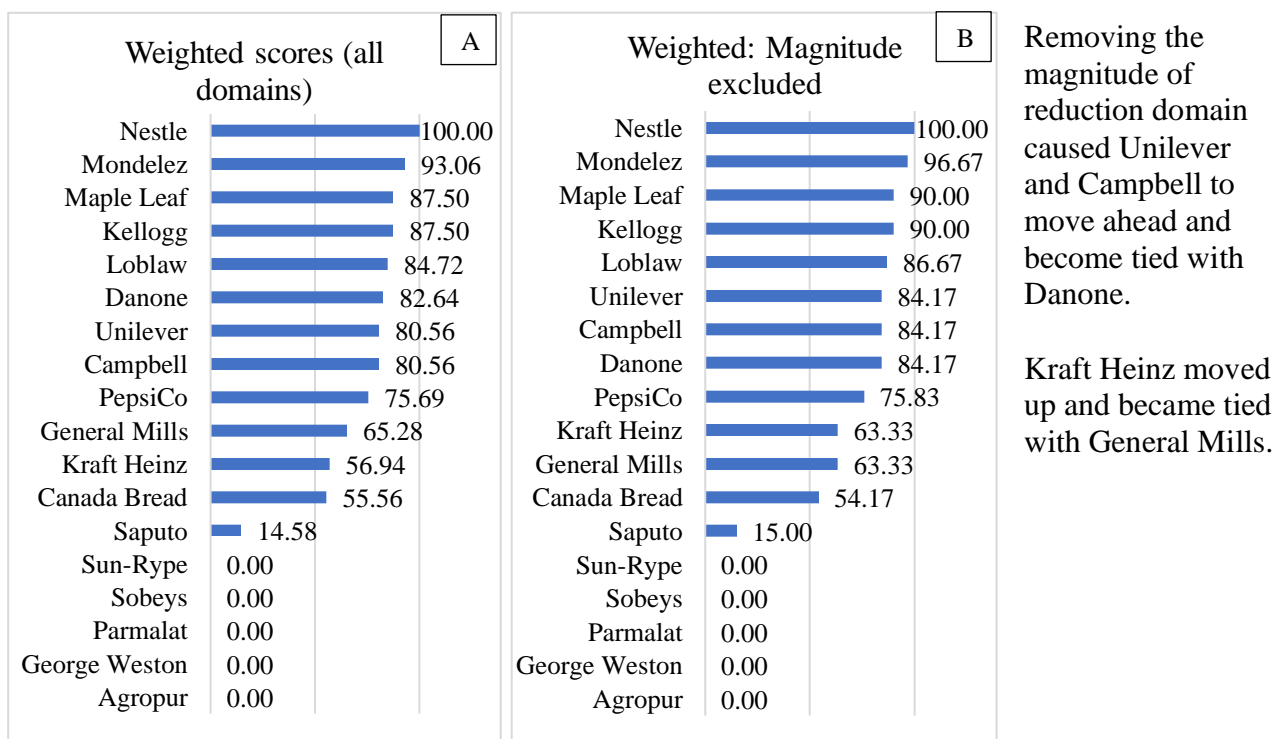 A
Weighted scores (all
domains)
Nestle 100.00
Mondelez 93.06
Maple Leaf 87.50
Kellogg 87.50
Loblaw 84.72
Danone 82.64
Unilever 80.56
Campbell 80.56
PepsiCo 75.69
General Mills 65.28
Kraft Heinz 56.94
Canada Bread 55.56
Saputo 14.58
Sun-Rype 0.00
Sobeys 0.00
Parmalat 0.00
George Weston 0.00
Agropur 0.00
B
Weighted: Magnitude
excluded
Nestle 100.00
Mondelez 96.67
Maple Leaf 90.00
Kellogg 90.00
Loblaw 86.67
Unilever 84.17
Campbell 84.17
Danone 84.17
PepsiCo 75.83
Kraft Heinz 63.33
General Mills 63.33
Canada Bread 54.17
Saputo 15.00
Sun-Rype 0.00
Sobeys 0.00
Parmalat 0.00
George Weston 0.00
Agropur 0.00
Removing the
magnitude of
reduction domain
caused Unilever
and Campbell to
move ahead and
become tied with
Danone.
Kraft Heinz moved
up and became tied
with General Mills.